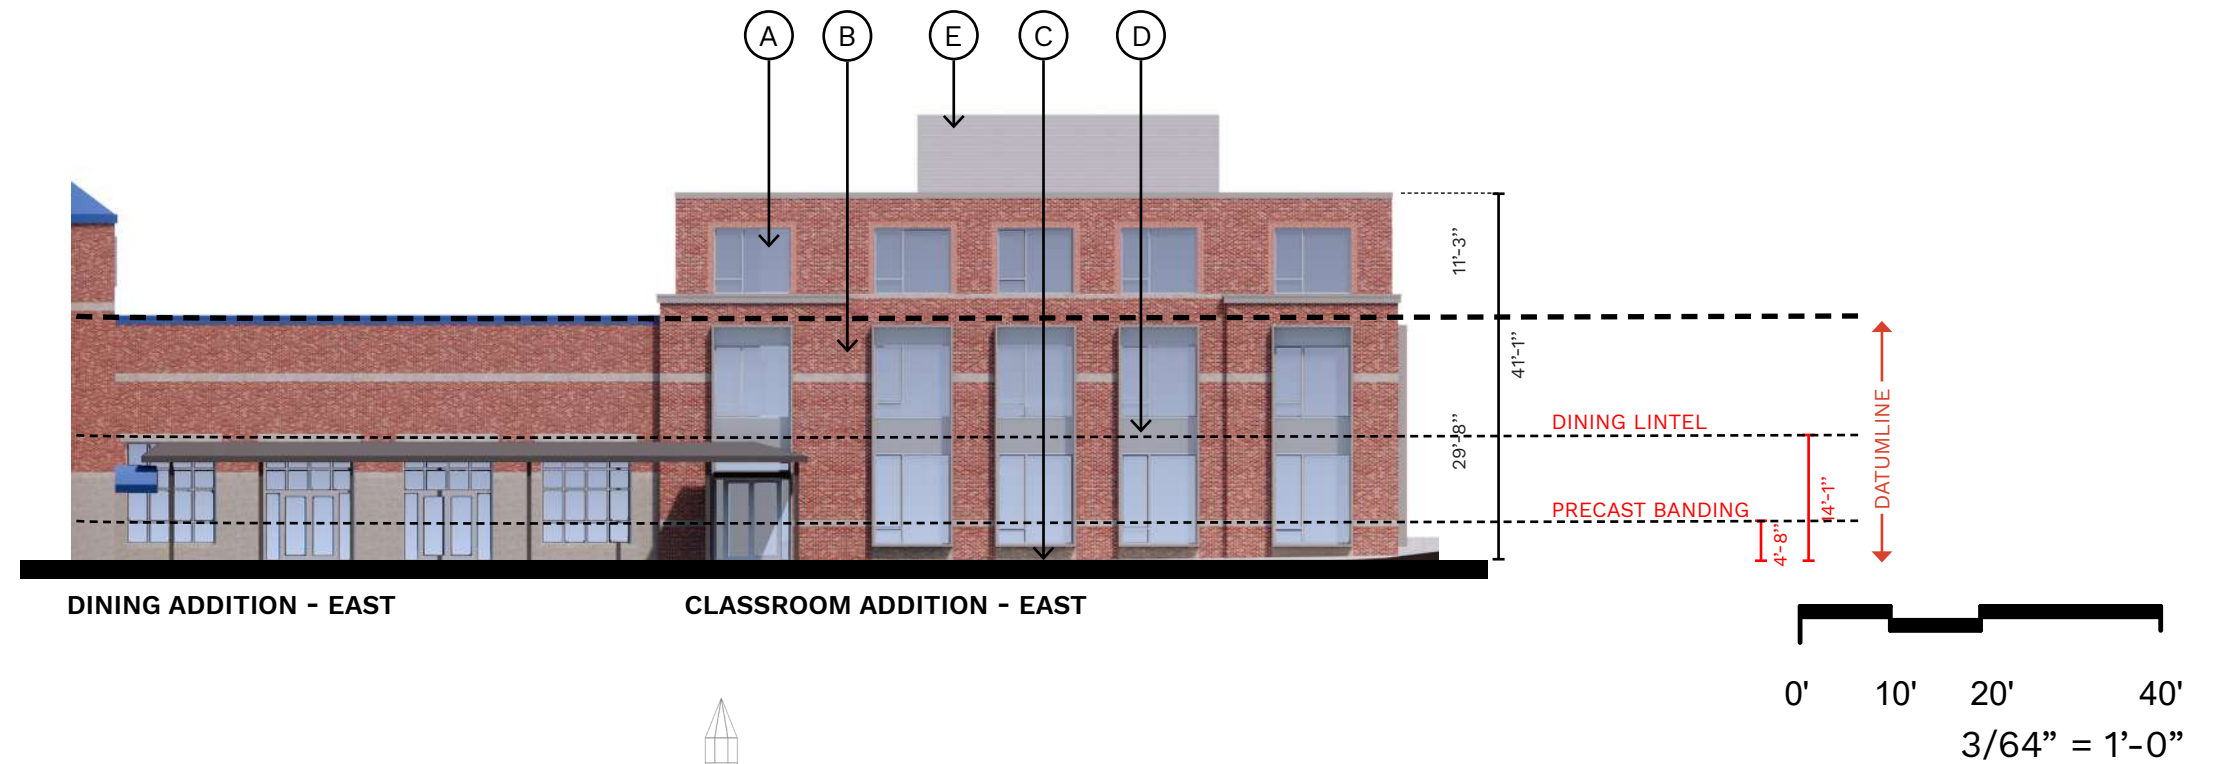 A B E C D
11’-3”
41’-1”
29’-8”
DINING LINTEL
PRECAST BANDING
4’-8”
14’-1”
DATUMLINE
DINING ADDITION - EAST
CLASSROOM ADDITION - EAST
0' 10' 20' 40'
3/64” = 1’-0”